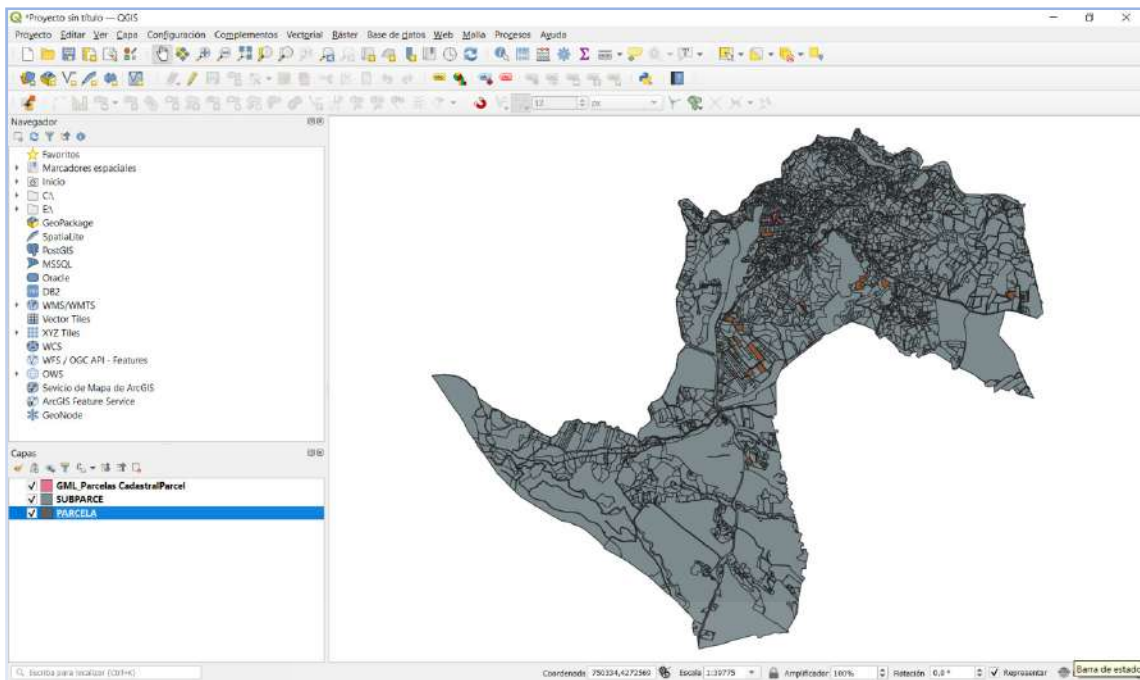 *Proyecto sin título — QGIS
Proyecto Editar Ver Capa Configuración Complementos Vectorial Ráster Base de datos Web Malla Procesos Ayuda
12 px
Navegador
Favoritos
Marcadores espaciales
Inicio
C:\
E:\
GeoPackage
SpatiaLite
PostGIS
MSSQL
Oracle
DB2
WMS/WMTS
Vector Tiles
XYZ Tiles
WCS
WFS / OGC API - Features
OWS
Sevicio de Mapa de ArcGIS
ArcGIS Feature Service
GeoNode
Capas
GML_Parcelas CadastralParcel
SUBPARCE
PARCELA
Escriba para localizar (Ctrl+K)
Coordenada 750334,4272560 Escala 1:39775 Amplificador 100% Rotación 0,0 ° Representar Barra de estado